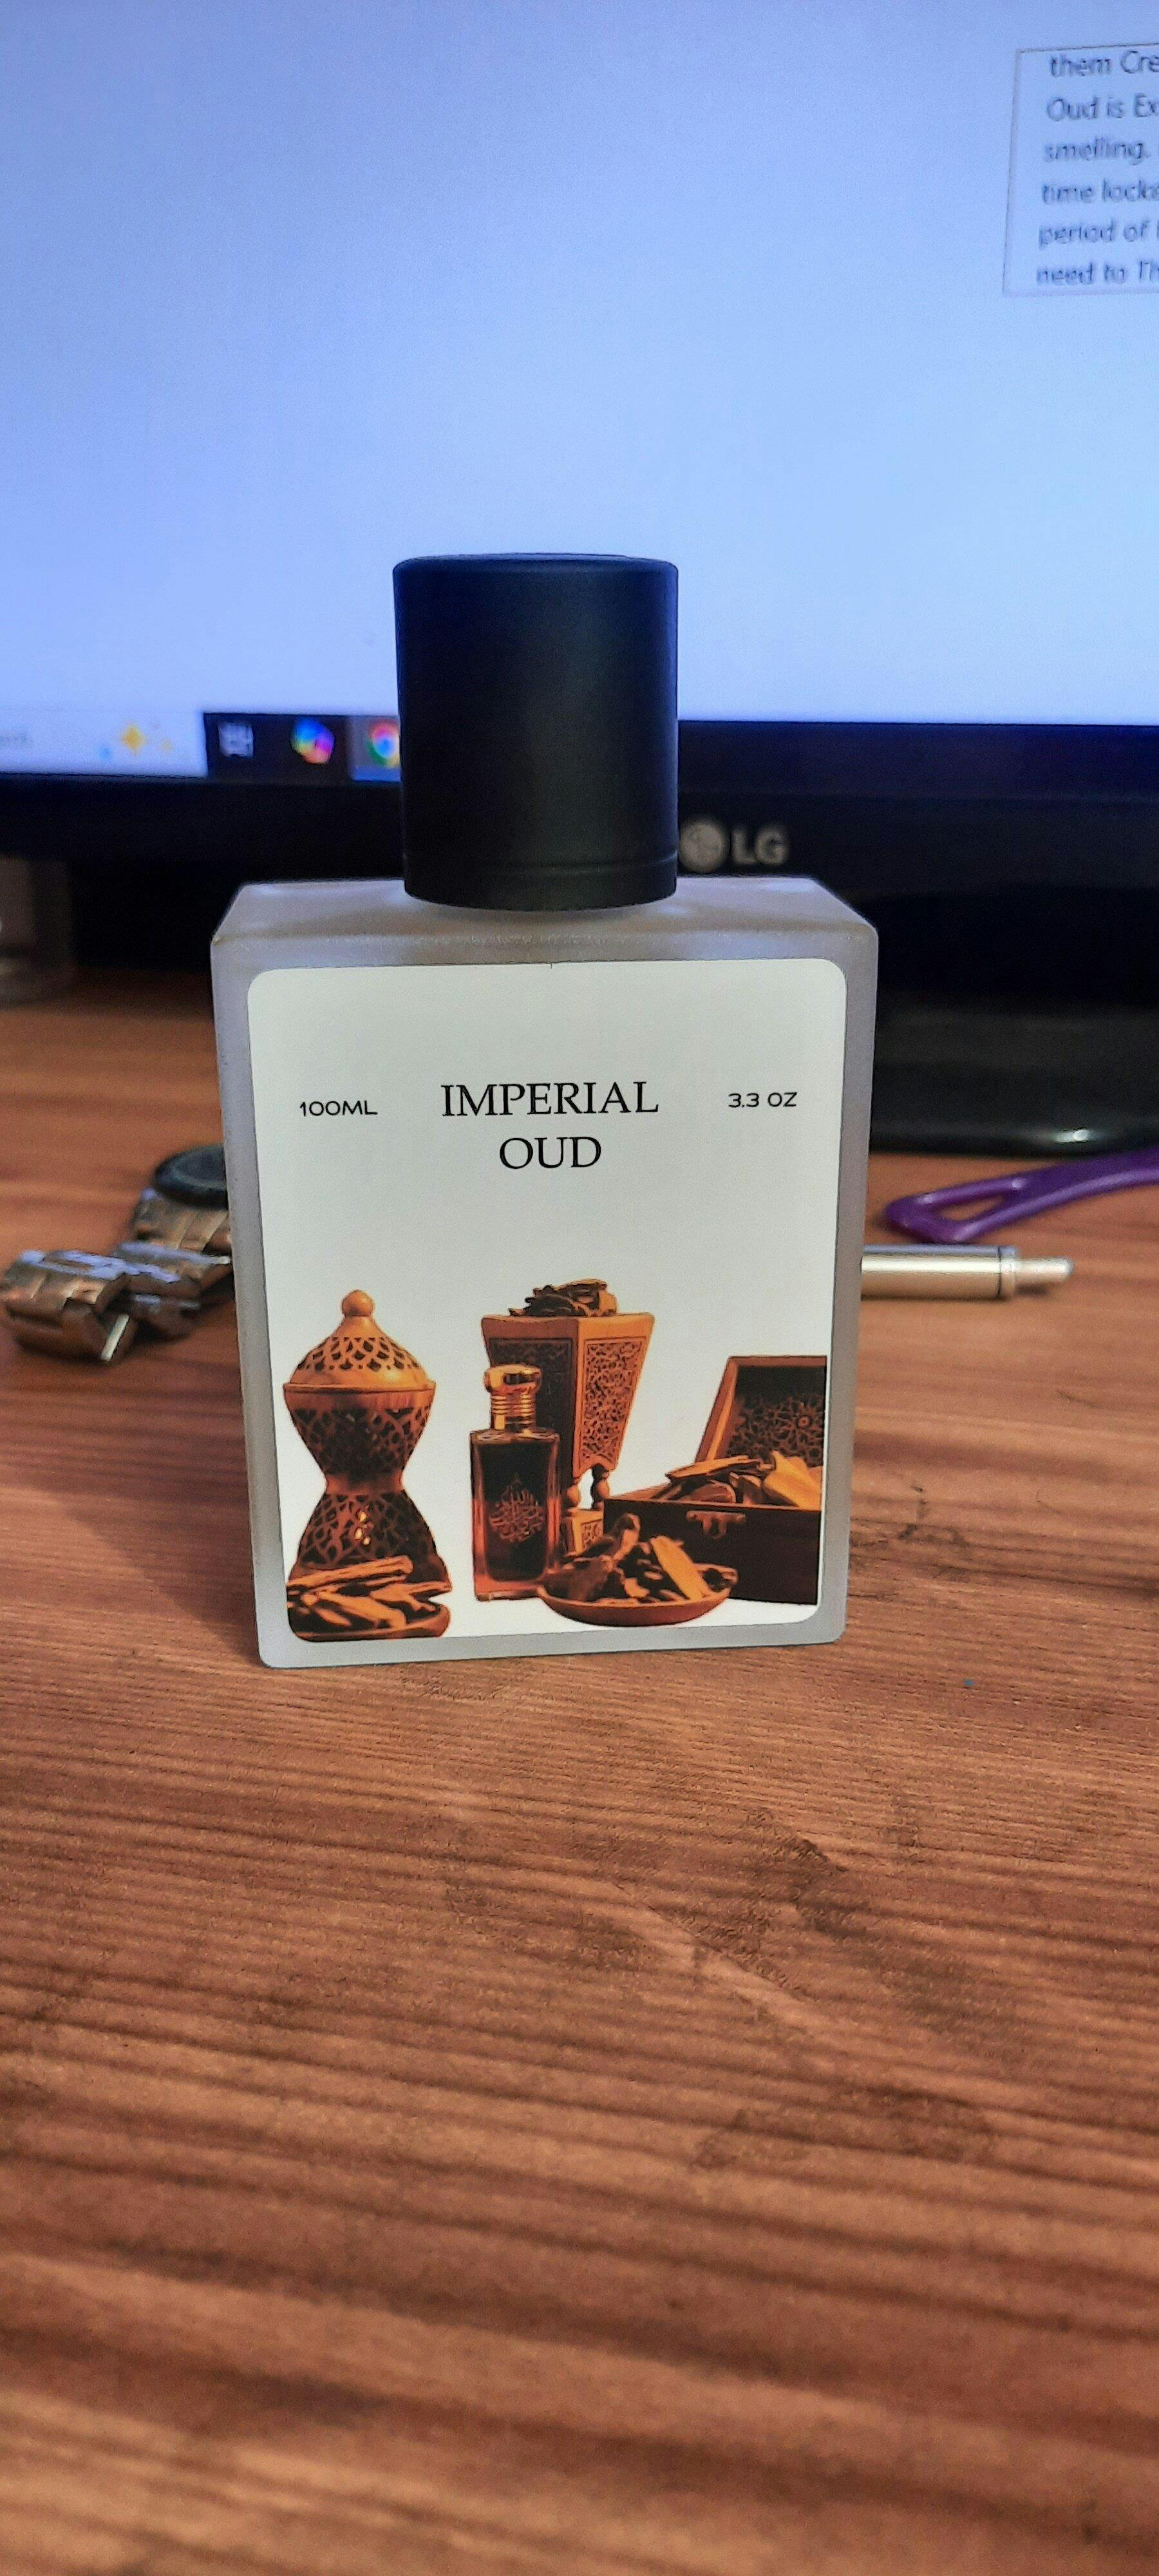 them Cre
Oud is Ex
smelling.
time locks
period of
need to Th
LG
100ML
IMPERIAL
OUD
3.3 OZ